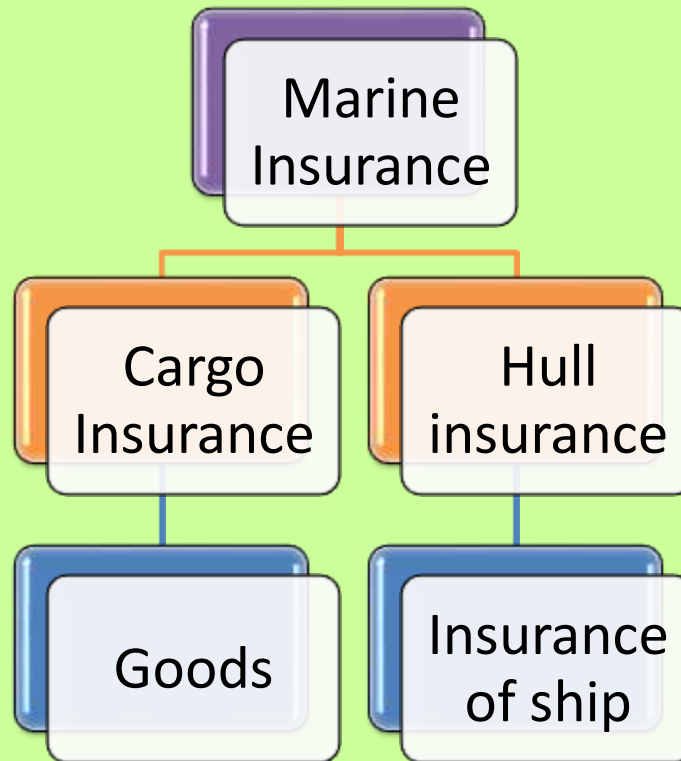 Marine
Insurance
Cargo
Insurance
Hull
insurance
Goods
Insurance
of ship